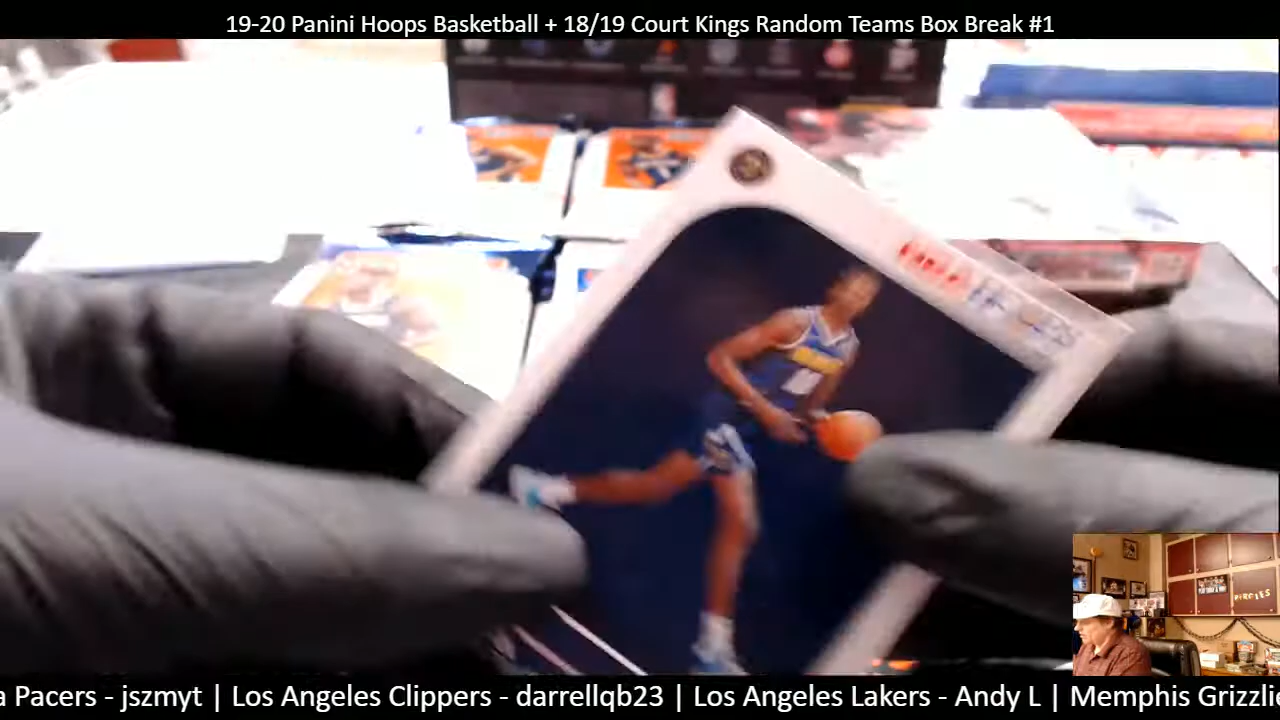 19-20 Panini Hoops Basketball + 18/19 Court Kings Random Teams Box Break #1
a Pacers - jszmyt | Los Angeles Clippers - darrellqb23 | Los Angeles Lakers - Andy L | Memphis Grizzlie